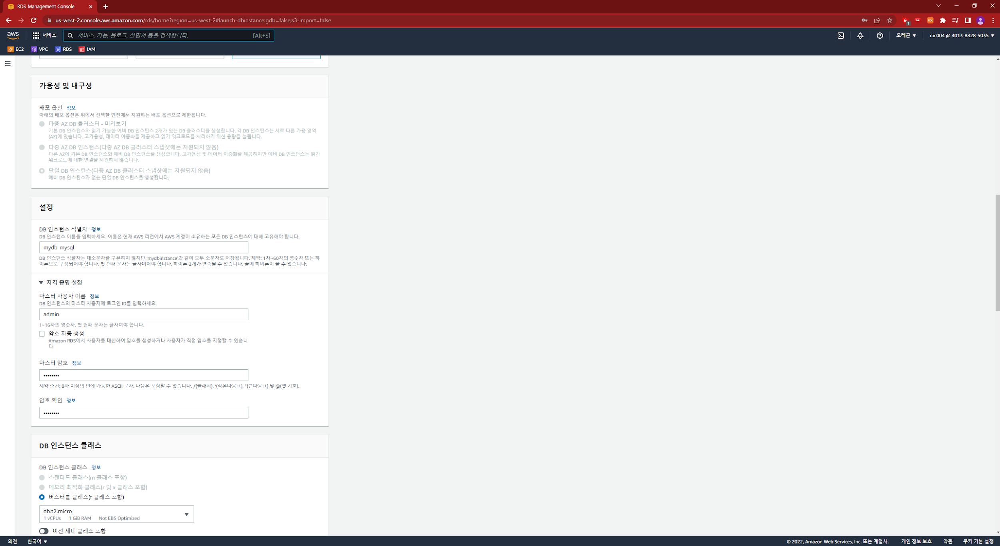 RDS Management Console
us-west-2.console.aws.amazon.com/rds/home?region=us-west-2#launch-dbinstance:gdb=false;s3-import=false
1
EX
aws
서비스
서비스, 기능, 블로그, 설명서 등을 검색합니다.
[Alt+S]
오레곤
mc004 @ 4013-8828-5035
EC2
VPC
RDS
IAM
가용성 및 내구성
배포 옵션 정보
아래의 배포 옵션은 위에서 선택한 엔진에서 지원하는 배포 옵션으로 제한됩니다.
다중 AZ DB 클러스터 - 미리보기
기본 DB 인스턴스와 읽기 가능한 예비 DB 인스턴스 2개가 있는 DB 클러스터를 생성합니다. 각 DB 인스턴스는 서로 다른 가용 영역
(AZ)에 있습니다. 고가용성, 데이터 이중화를 제공하고 읽기 워크로드를 처리하기 위한 용량을 늘립니다.
다중 AZ DB 인스턴스(다중 AZ DB 클러스터 스냅샷에는 지원되지 않음)
다른 AZ에 기본 DB 인스턴스와 예비 DB 인스턴스를 생성합니다. 고가용성 및 데이터 이중화를 제공하지만 예비 DB 인스턴스는 읽기
워크로드에 대한 연결을 지원하지 않습니다.
단일 DB 인스턴스(다중 AZ DB 클러스터 스냅샷에는 지원되지 않음)
예비 DB 인스턴스가 없는 단일 DB 인스턴스를 생성합니다.
설정
DB 인스턴스 식별자 정보
DB 인스턴스 이름을 입력하세요. 이름은 현재 AWS 리전에서 AWS 계정이 소유하는 모든 DB 인스턴스에 대해 고유해야 합니다.
mydb-mysql
DB 인스턴스 식별자는 대소문자를 구분하지 않지만 'mydbinstance'와 같이 모두 소문자로 저장됩니다. 제약: 1자~60자의 영숫자 또는 하
이픈으로 구성되어야 합니다. 첫 번째 문자는 글자이어야 합니다. 하이픈 2개가 연속될 수 없습니다. 끝에 하이픈이 올 수 없습니다.
자격 증명 설정
마스터 사용자 이름 정보
DB 인스턴스의 마스터 사용자에 로그인 ID를 입력하세요.
admin
1~16자의 영숫자. 첫 번째 문자는 글자여야 합니다.
암호 자동 생성
Amazon RDS에서 사용자를 대신하여 암호를 생성하거나 사용자가 직접 암호를 지정할 수 있습니
다.
마스터 암호 정보
••••••••
제약 조건: 8자 이상의 인쇄 가능한 ASCII 문자. 다음은 포함할 수 없습니다. /(슬래시), '(작은따옴표), "(큰따옴표) 및 @(앳 기호).
암호 확인 정보
••••••••
DB 인스턴스 클래스
DB 인스턴스 클래스 정보
스탠다드 클래스(m 클래스 포함)
메모리 최적화 클래스(r 및 x 클래스 포함)
버스터블 클래스(t 클래스 포함)
db.t2.micro
1 vCPUs 1 GiB RAM Not EBS Optimized
이전 세대 클래스 포함
의견
한국어
© 2022, Amazon Web Services, Inc. 또는 계열사.
개인 정보 보호
약관
쿠키 기본 설정